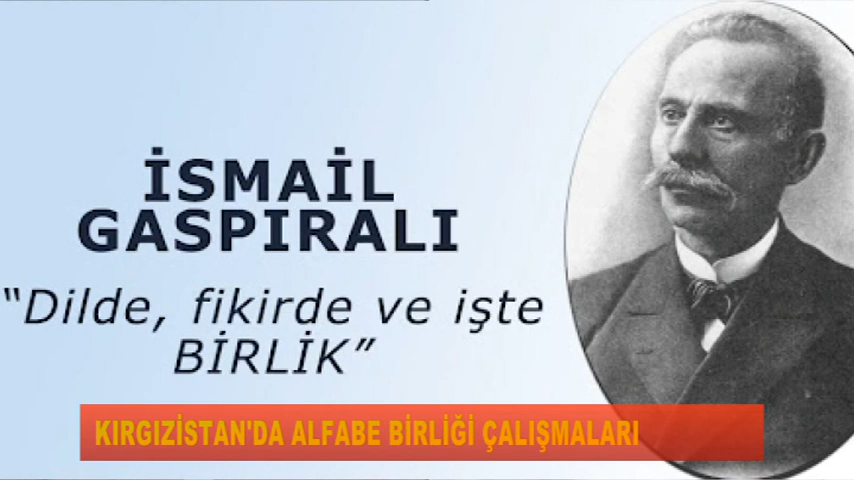 İSMAİL
GASPIRALI
“Dilde, fikirde ve işte
BİRLİK”
KIRGIZİSTAN'DA ALFABE BİRLİĞİ ÇALIŞMALARI